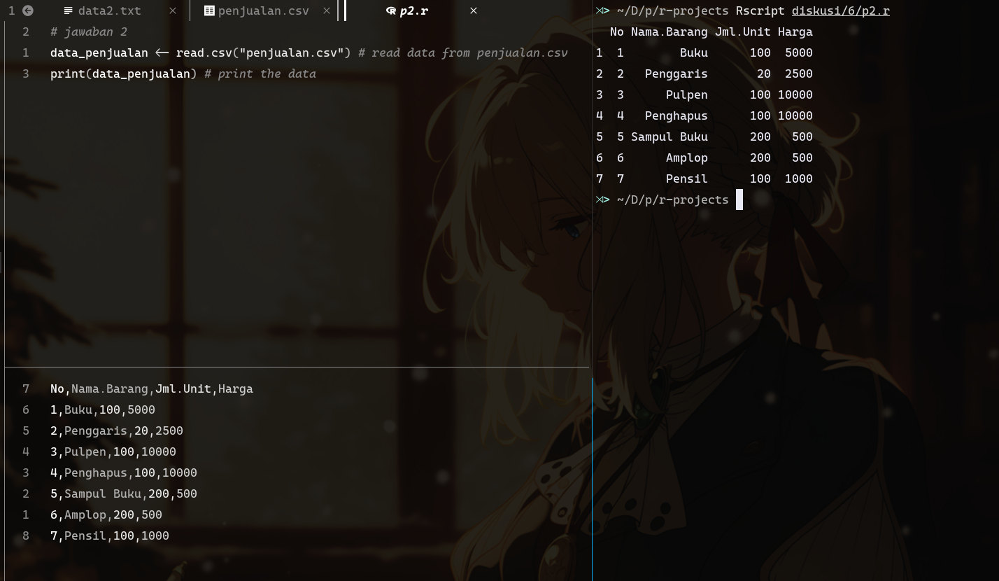 1 data2.txt × penjualan.csv × p2.r ×
2 # jawaban 2
1 data_penjualan <- read.csv("penjualan.csv") # read data from penjualan.csv
3 print(data_penjualan) # print the data
7 No,Nama.Barang,Jml.Unit,Harga
6 1,Buku,100,5000
5 2,Penggaris,20,2500
4 3,Pulpen,100,10000
3 4,Penghapus,100,10000
2 5,Sampul Buku,200,500
1 6,Amplop,200,500
8 7,Pensil,100,1000
~/D/p/r-projects Rscript diskusi/6/p2.r
No Nama.Barang Jml.Unit Harga
1 1 Buku 100 5000
2 2 Penggaris 20 2500
3 3 Pulpen 100 10000
4 4 Penghapus 100 10000
5 5 Sampul Buku 200 500
6 6 Amplop 200 500
7 7 Pensil 100 1000
~/D/p/r-projects